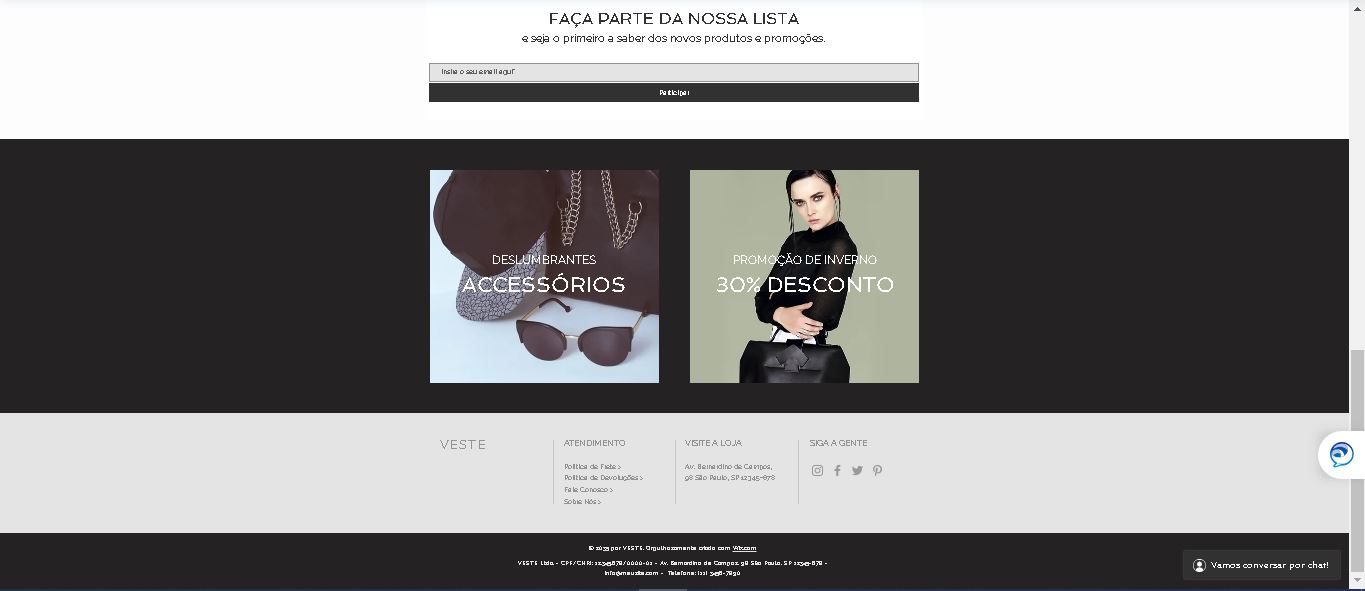 FAÇA PARTE DA NOSSA LISTA
e seja o primeiro a saber dos novos produtos e promoções.
Insira o seu email aqui*
Participar
DESLUMBRANTES
ACCESSÓRIOS
PROMOÇÃO DE INVERNO
30% DESCONTO
VESTE
ATENDIMENTO
Política de Frete >
Política de Devoluções >
Fale Conosco >
Sobre Nós >
VISITE A LOJA
Av. Bernardino de Campos,
98 São Paulo, SP 12345-678
SIGA A GENTE
© 2035 por VESTE. Orgulhosamente criado com Wix.com
VESTE Ltda. - CPF/CNPJ: 12.345.678/0000-02 - Av. Bernardino de Campos, 98 São Paulo, SP 12345-678 -
info@meusite.com - Telefone: (11) 3456-7890
Vamos conversar por chat!